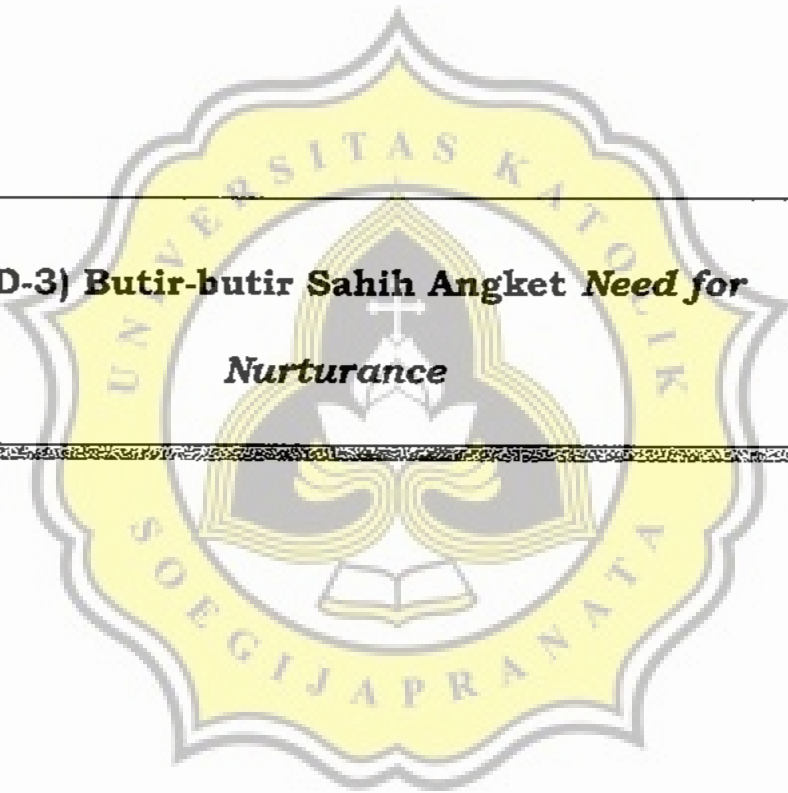 UNIVERSITAS KATOLIK
D-3) Butir-butir Sahih Angket Need for
Nurturance
SOEGIJAPRANATA